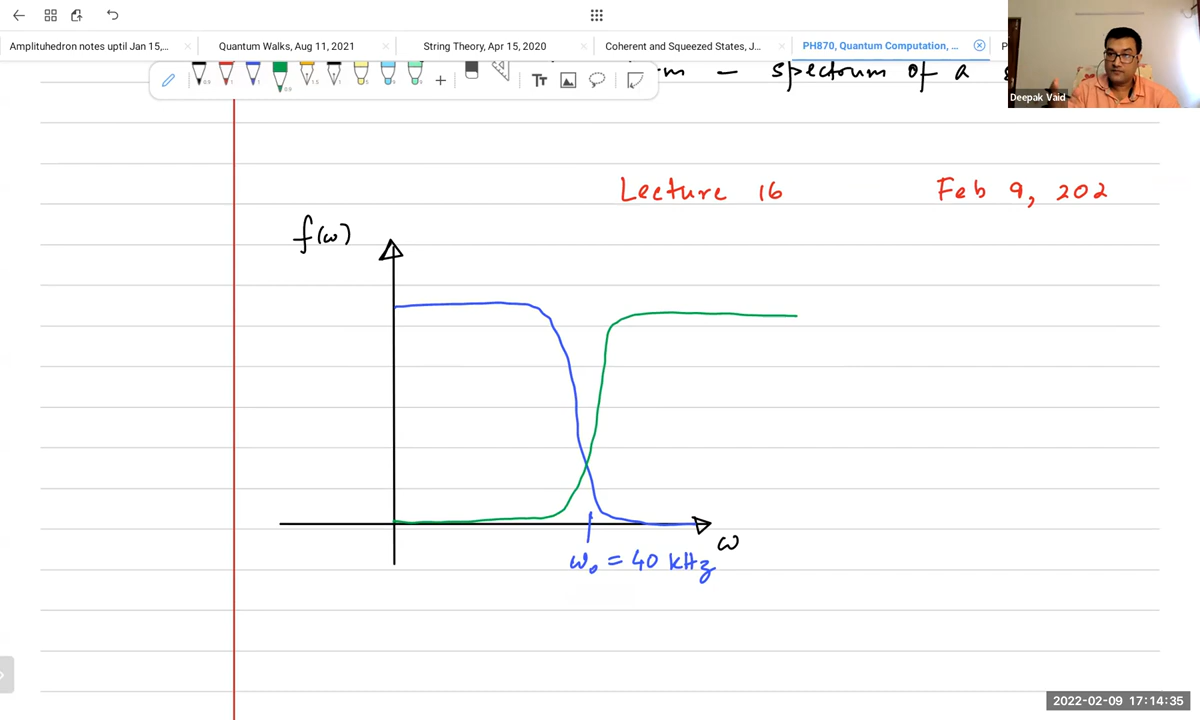 Amplituhedron notes uptil Jan 15,...
Quantum Walks, Aug 11, 2021
String Theory, Apr 15, 2020
Coherent and Squeezed States, J...
PH870, Quantum Computation, ...
P
TT
m – spectrum of a
Deepak Vaid
Lecture 16
Feb 9, 202
f(ω)
ω
ω₀ = 40 kHz
2022-02-09 17:14:35